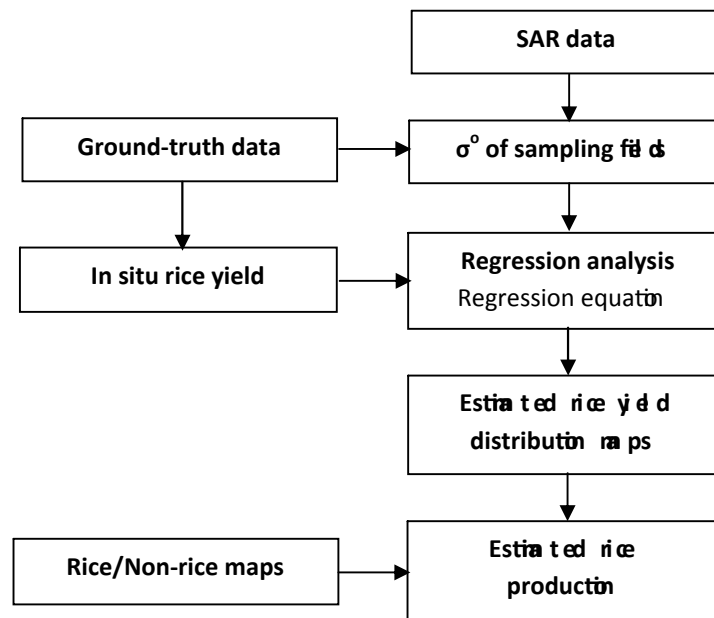 SAR data
Ground-truth data
σ° of sampling fields
In situ rice yield
Regression analysis
Regression equation
Estimated rice yield
distribution maps
Rice/Non-rice maps
Estimated rice
production